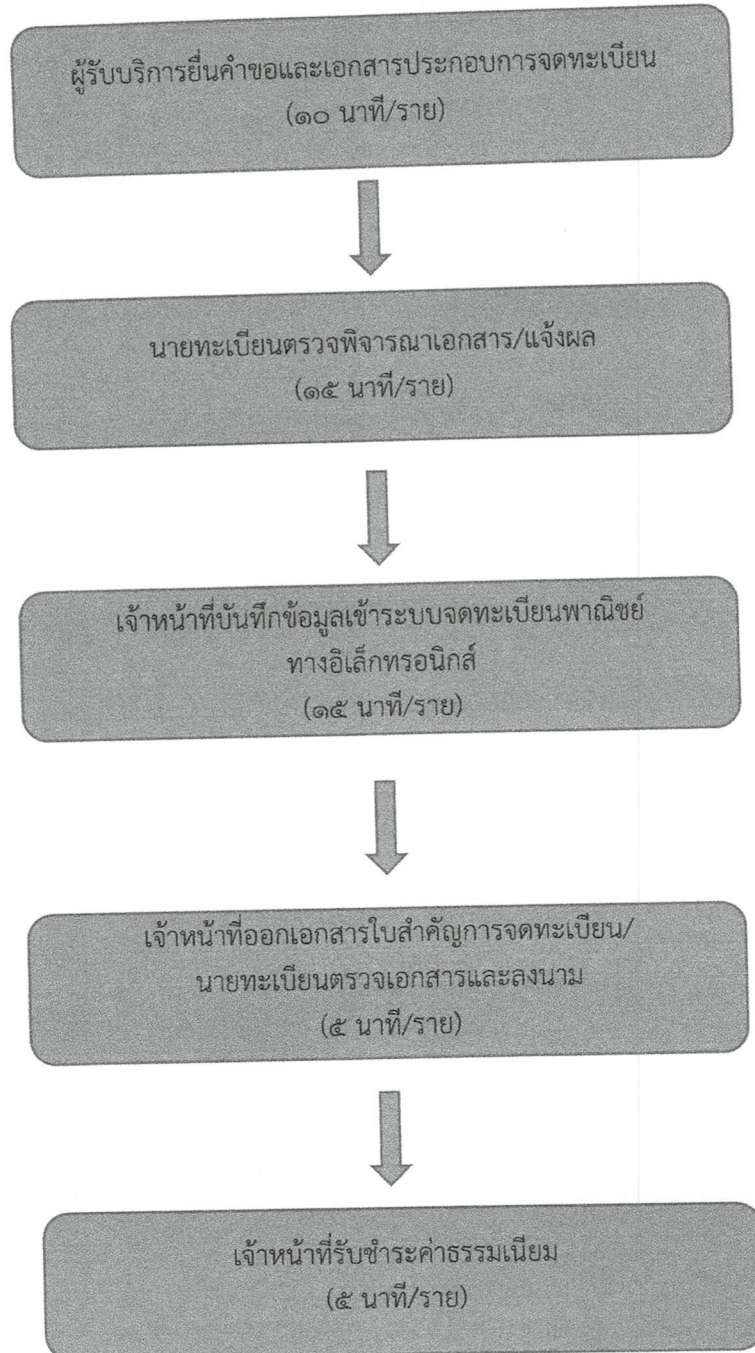 ผู้รับบริการยื่นคำขอและเอกสารประกอบการจดทะเบียน
(๑๐ นาที/ราย)
นายทะเบียนตรวจพิจารณาเอกสาร/แจ้งผล
(๑๕ นาที/ราย)
เจ้าหน้าที่บันทึกข้อมูลเข้าระบบจดทะเบียนพาณิชย์
ทางอิเล็กทรอนิกส์
(๑๕ นาที/ราย)
เจ้าหน้าที่ออกเอกสารใบสำคัญการจดทะเบียน/
นายทะเบียนตรวจเอกสารและลงนาม
(๕ นาที/ราย)
เจ้าหน้าที่รับชำระค่าธรรมเนียม
(๕ นาที/ราย)